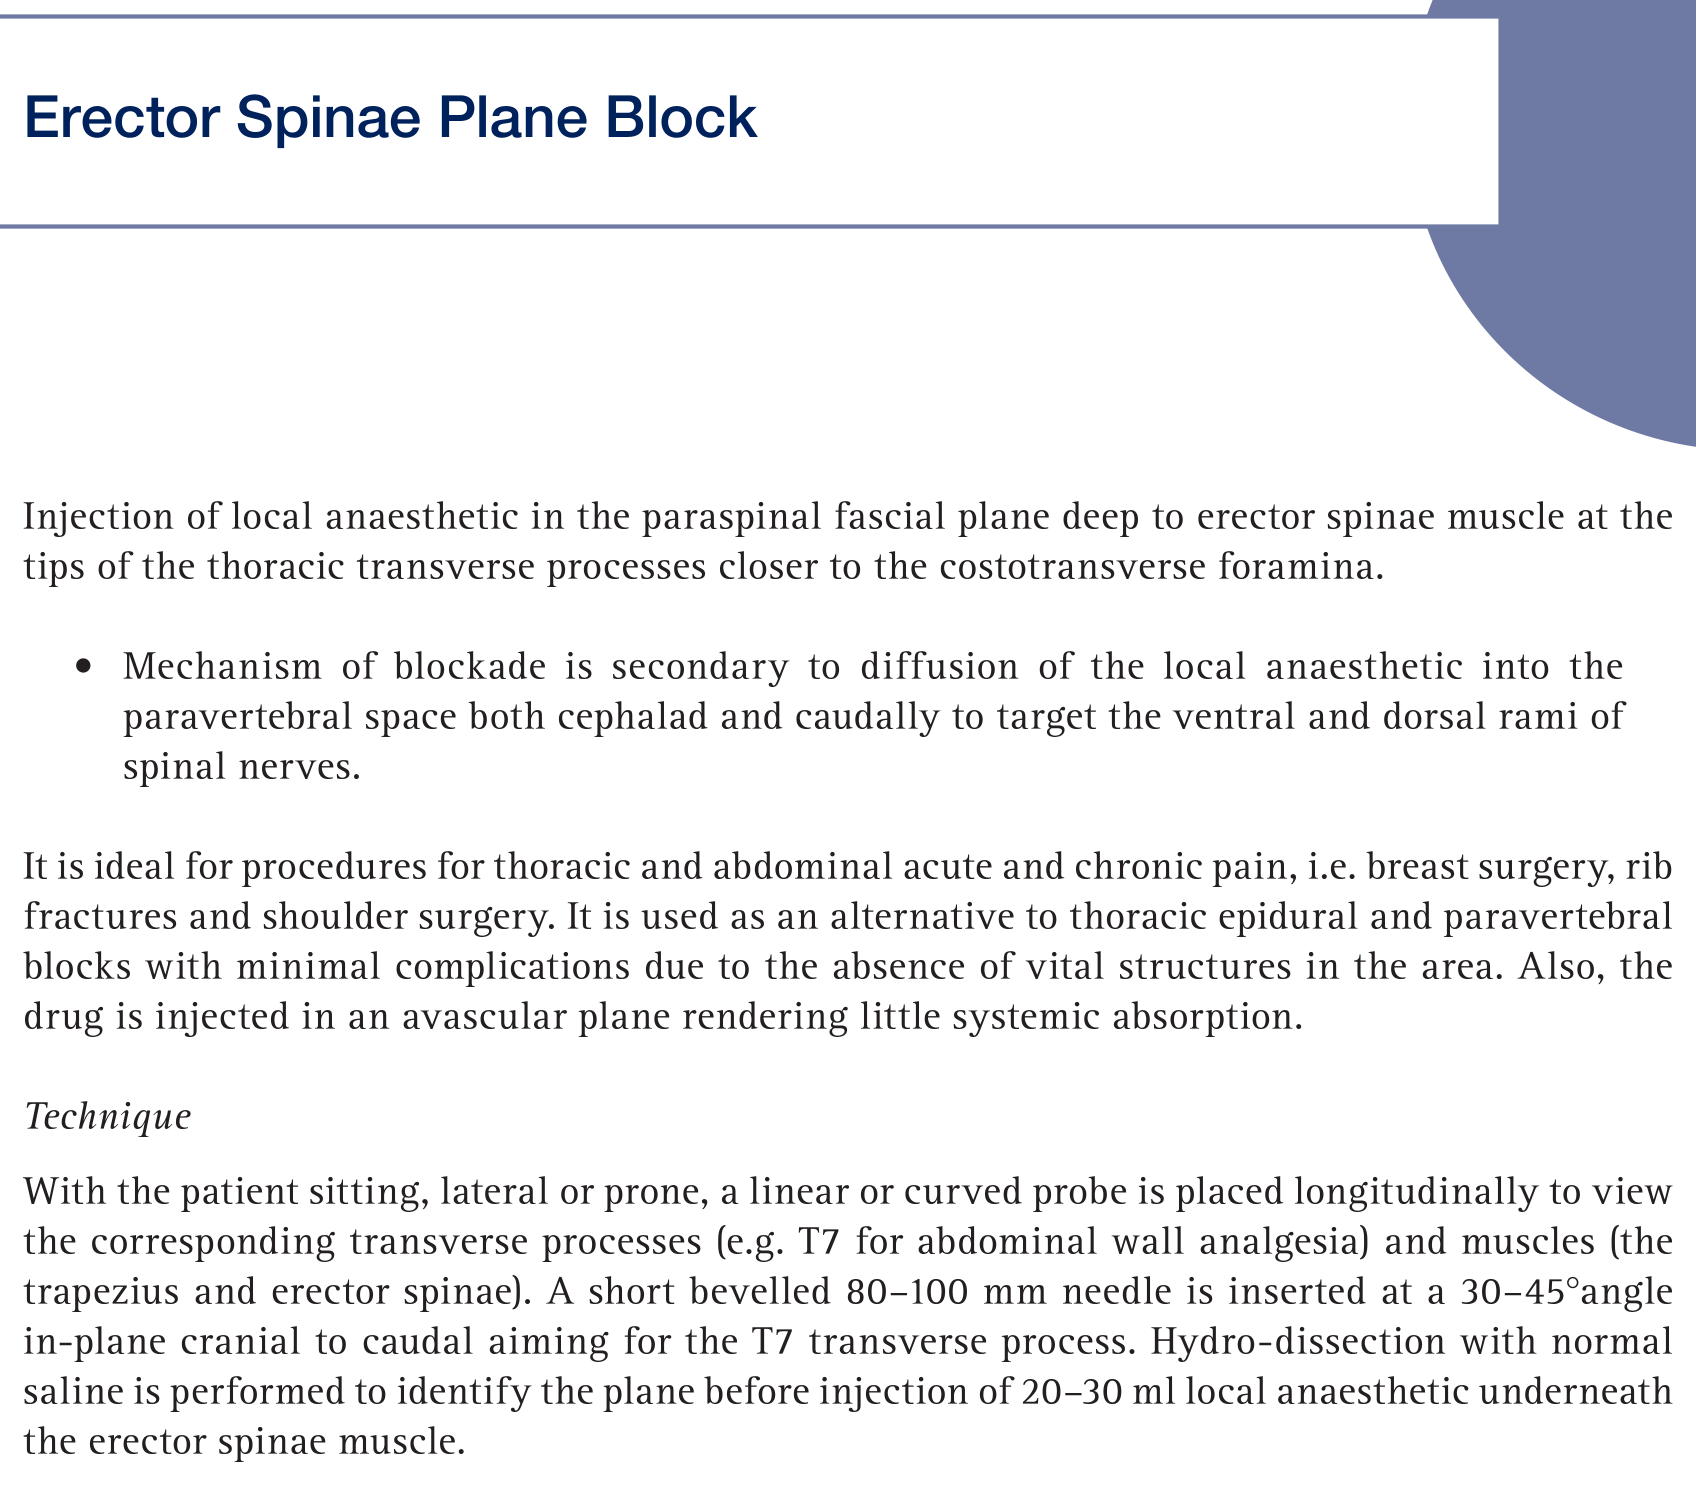 Erector Spinae Plane Block
Injection of local anaesthetic in the paraspinal fascial plane deep to erector spinae muscle at the
tips of the thoracic transverse processes closer to the costotransverse foramina.
• Mechanism of blockade is secondary to diffusion of the local anaesthetic into the
paravertebral space both cephalad and caudally to target the ventral and dorsal rami of
spinal nerves.
It is ideal for procedures for thoracic and abdominal acute and chronic pain, i.e. breast surgery, rib
fractures and shoulder surgery. It is used as an alternative to thoracic epidural and paravertebral
blocks with minimal complications due to the absence of vital structures in the area. Also, the
drug is injected in an avascular plane rendering little systemic absorption.
Technique
With the patient sitting, lateral or prone, a linear or curved probe is placed longitudinally to view
the corresponding transverse processes (e.g. T7 for abdominal wall analgesia) and muscles (the
trapezius and erector spinae). A short bevelled 80–100 mm needle is inserted at a 30–45°angle
in-plane cranial to caudal aiming for the T7 transverse process. Hydro-dissection with normal
saline is performed to identify the plane before injection of 20–30 ml local anaesthetic underneath
the erector spinae muscle.